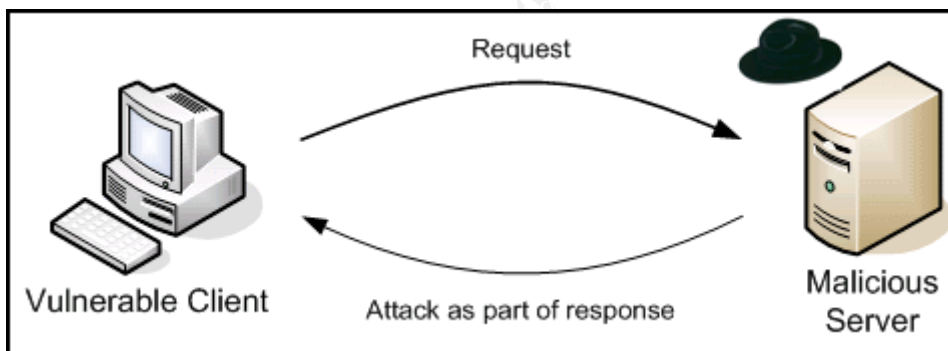 Request
Vulnerable Client
Attack as part of response
Malicious
Server